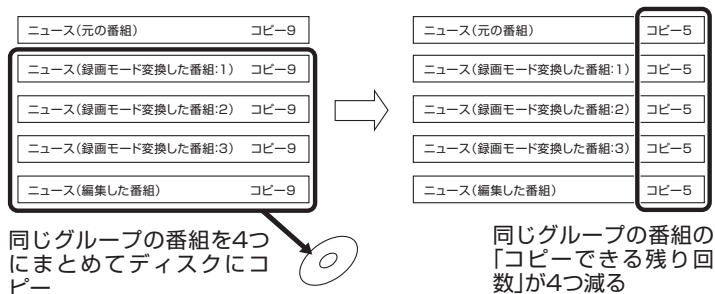 ニュース(元の番組) コピー9
ニュース(録画モード変換した番組:1) コピー9
ニュース(録画モード変換した番組:2) コピー9
ニュース(録画モード変換した番組:3) コピー9
ニュース(編集した番組) コピー9
同じグループの番組を4つ
にまとめてディスクにコ
ピー
ニュース(元の番組) コピー5
ニュース(録画モード変換した番組:1) コピー5
ニュース(録画モード変換した番組:2) コピー5
ニュース(録画モード変換した番組:3) コピー5
ニュース(編集した番組) コピー5
同じグループの番組の
「コピーできる残り回
数」が4つ減る